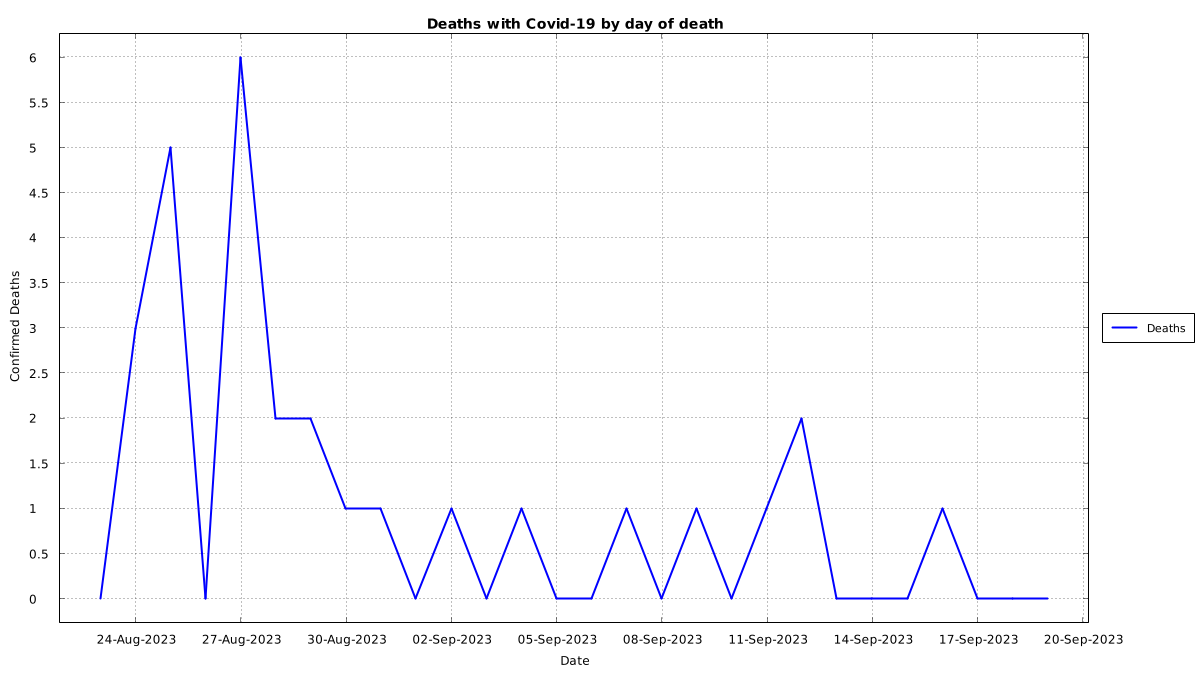 Deaths with Covid-19 by day of death
6
5.5
5
4.5
4
3.5
3
2.5
2
1.5
1
0.5
0
Confirmed Deaths
24-Aug-2023 27-Aug-2023 30-Aug-2023 02-Sep-2023 05-Sep-2023 08-Sep-2023 11-Sep-2023 14-Sep-2023 17-Sep-2023 20-Sep-2023
Date
Deaths